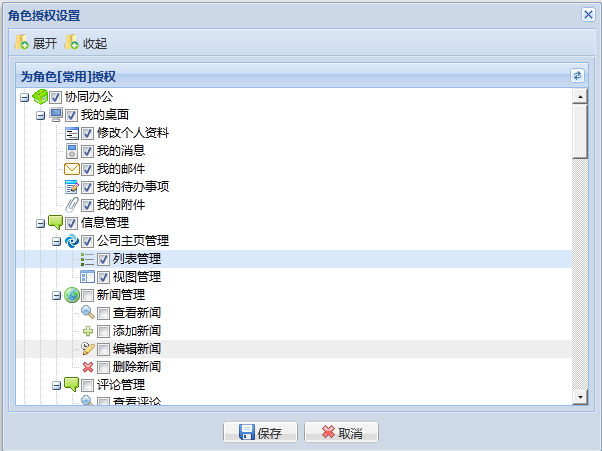 角色授权设置
展开 收起
为角色[常用]授权
协同办公
我的桌面
修改个人资料
我的消息
我的邮件
我的待办事项
我的附件
信息管理
公司主页管理
列表管理
视图管理
新闻管理
查看新闻
添加新闻
编辑新闻
删除新闻
评论管理
查看评论
保存 取消